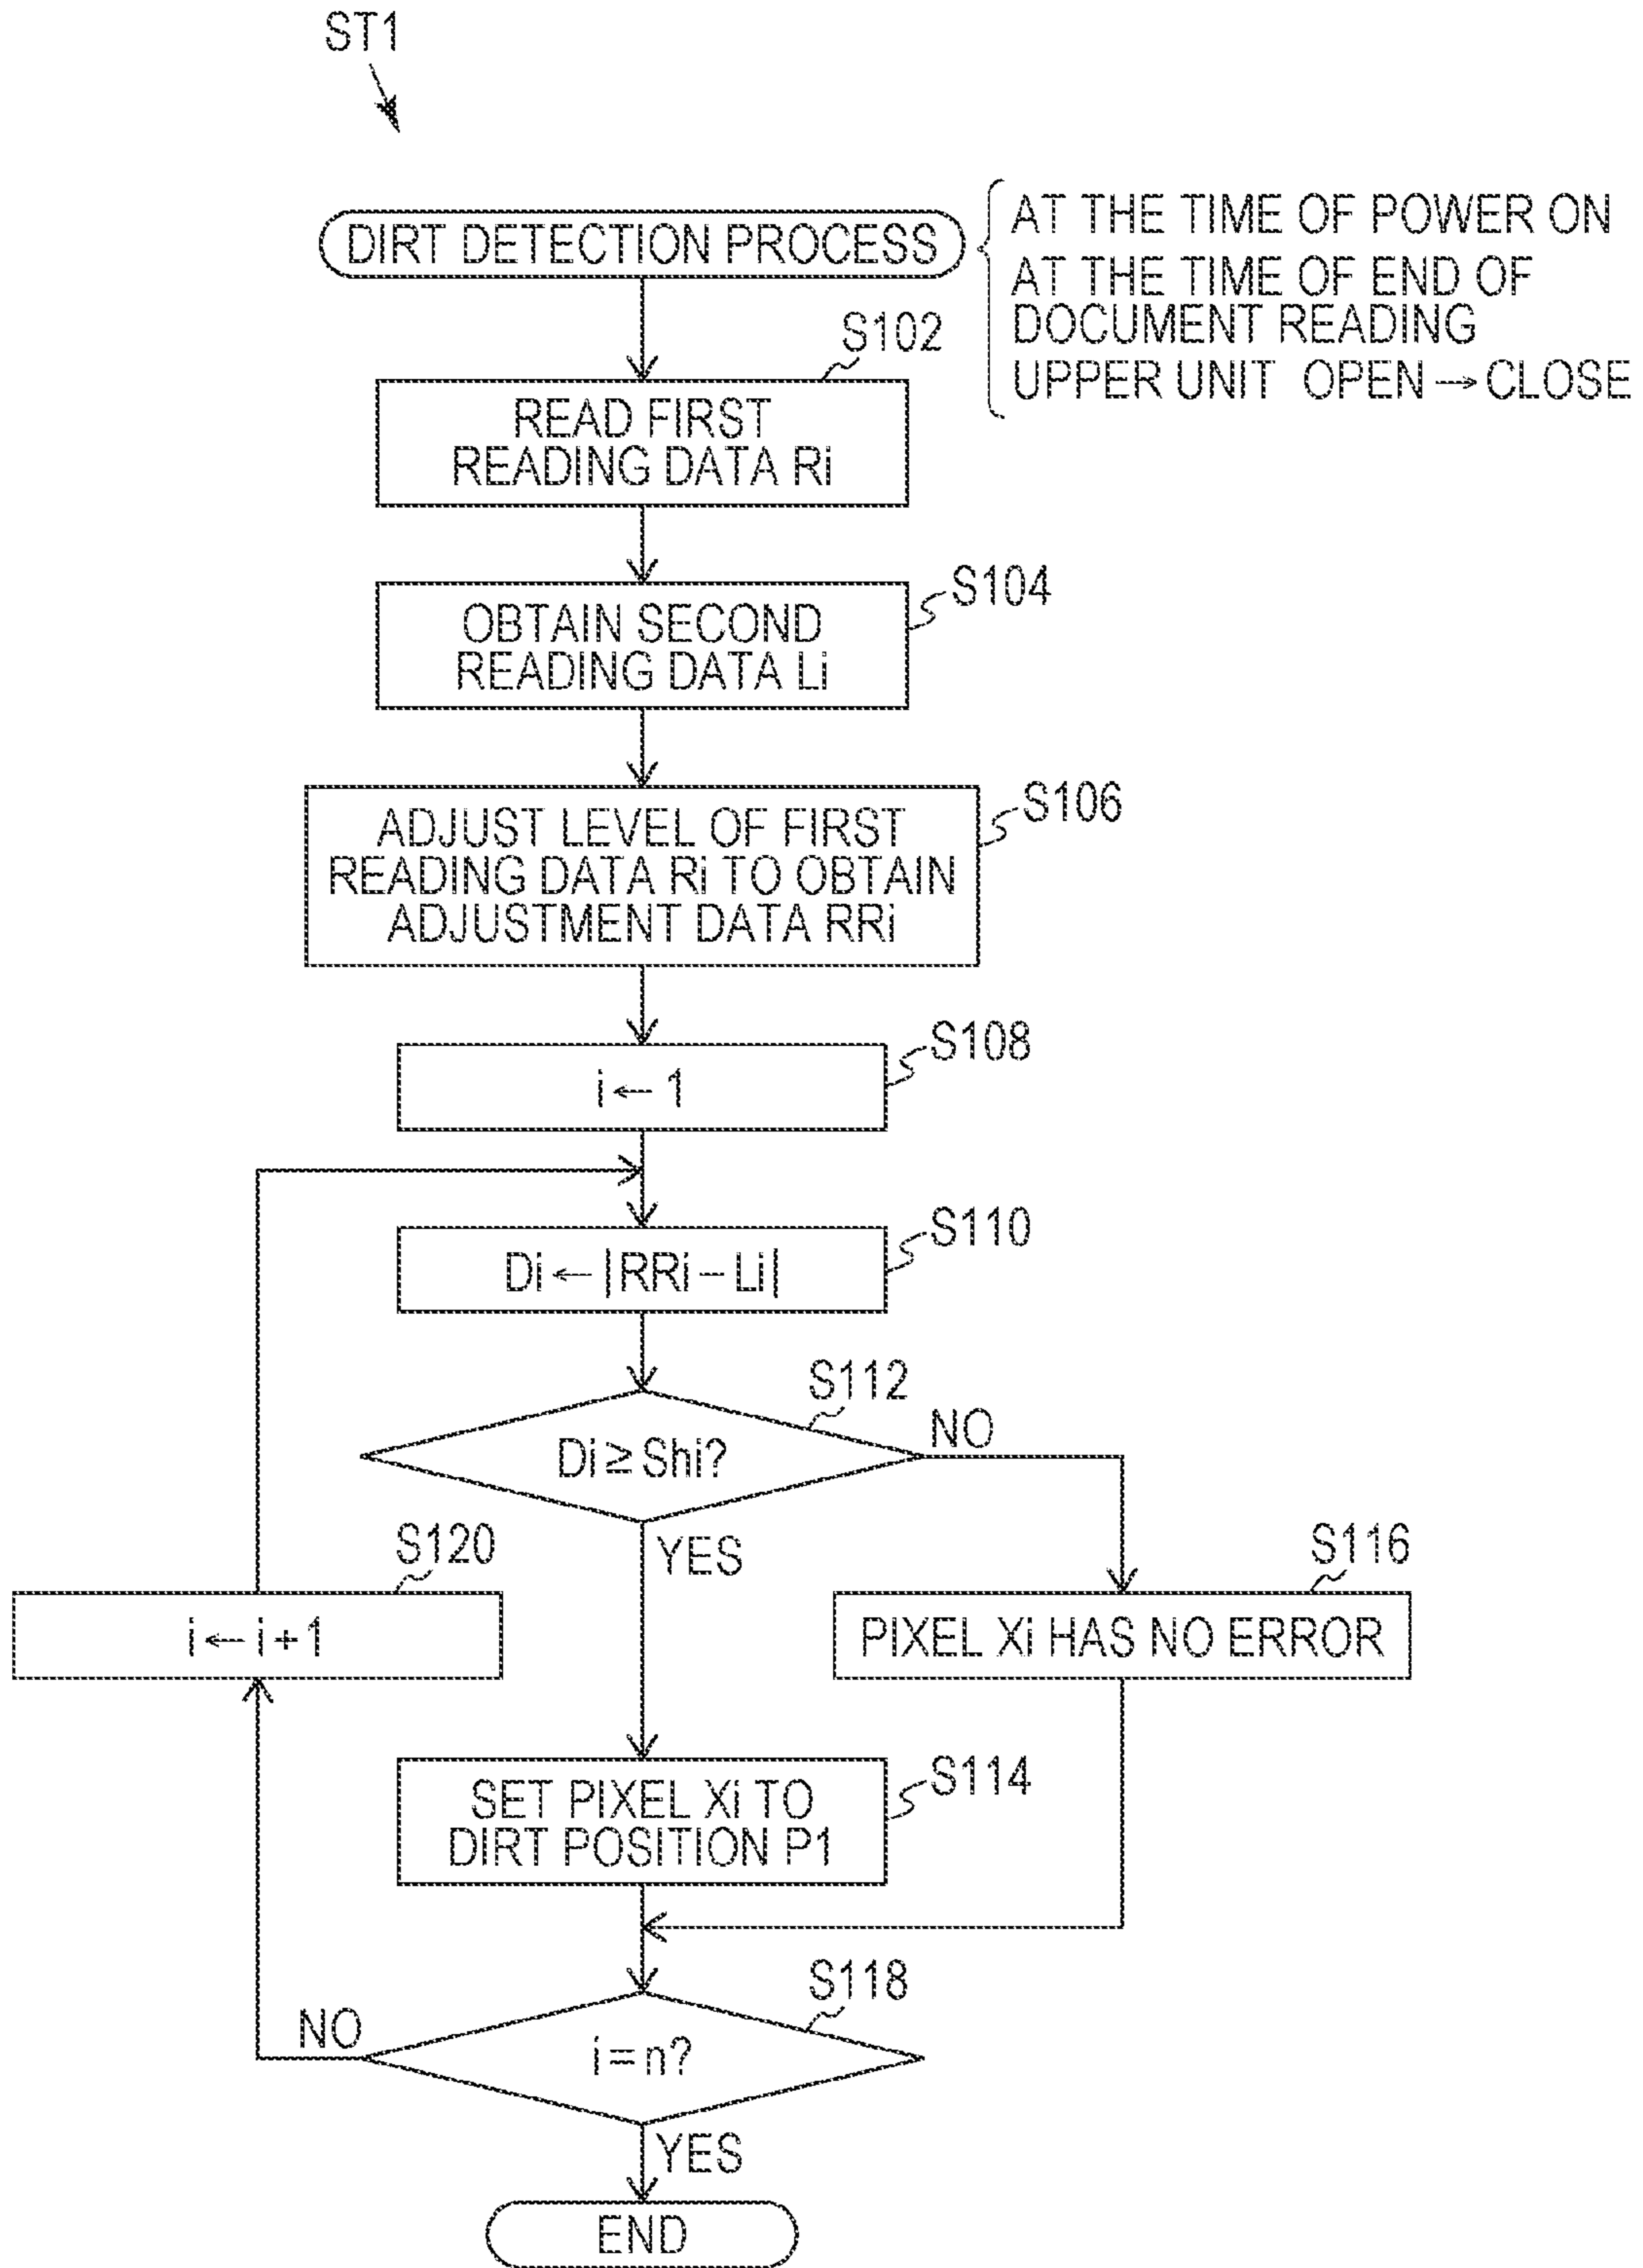 ST1
DIRT DETECTION PROCESS
AT THE TIME OF POWER ON
AT THE TIME OF END OF
DOCUMENT READING
UPPER UNIT OPEN → CLOSE
S102
READ FIRST
READING DATA Ri
S104
OBTAIN SECOND
READING DATA Li
S106
ADJUST LEVEL OF FIRST
READING DATA Ri TO OBTAIN
ADJUSTMENT DATA RRi
S108
i ← 1
S110
Di ← |RRi – Li|
S112
Di ≥ Shi?
NO
YES
S120
i ← i + 1
S116
PIXEL Xi HAS NO ERROR
S114
SET PIXEL Xi TO
DIRT POSITION P1
S118
NO
i = n?
YES
END